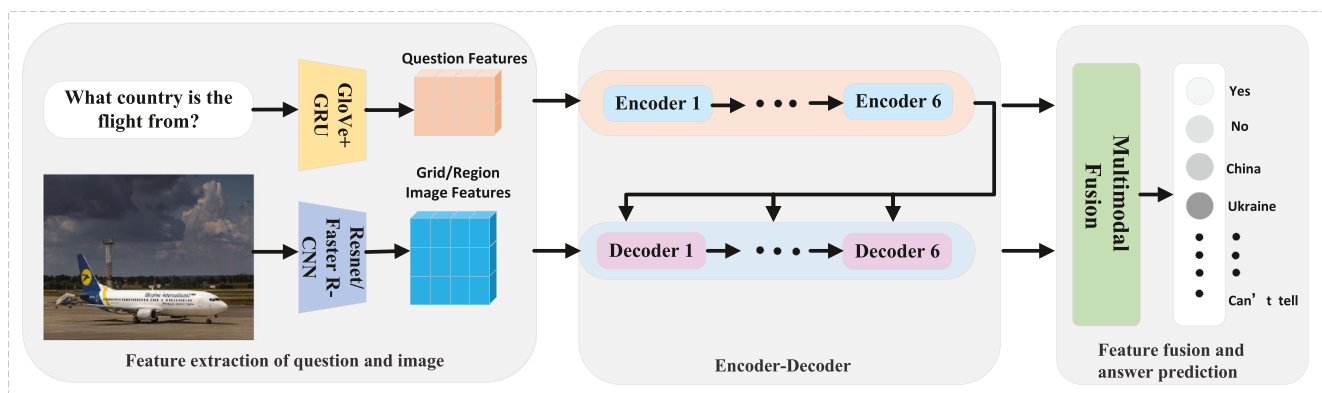 What country is the
flight from?
GloVe+
GRU
Question Features
Grid/Region
Image Features
Resnet/
Faster R-
CNN
Ukraine International
Feature extraction of question and image
Encoder 1
Encoder 6
Decoder 1
Decoder 6
Encoder-Decoder
Multimodal
Fusion
Yes
No
China
Ukraine
Can't tell
Feature fusion and
answer prediction